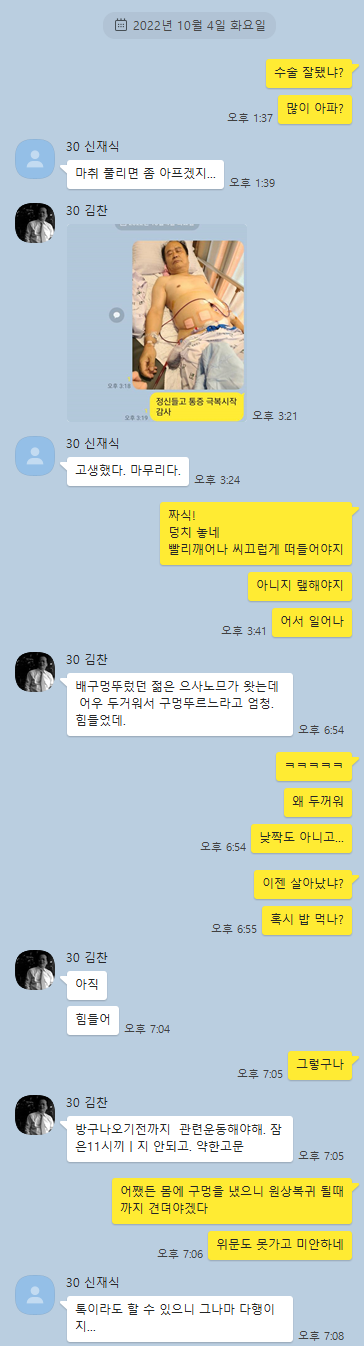 2022년 10월 4일 화요일
수술 잘됐냐?
많이 아파?
오후 1:37
30 신재식
마취 풀리면 좀 아프겠지...
오후 1:39
30 김찬
오후 3:18
정신들고 통증 극복시작
감사
오후 3:19
오후 3:21
30 신재식
고생했다. 마무리다.
오후 3:24
짜식!
덩치 놓네
빨리깨어나 씨끄럽게 떠들어야지
아니지 랲해야지
어서 일어나
오후 3:41
30 김찬
배구멍뚜렀던 젊은 으사노므가 왓는데
어우 두거워서 구멍뚜르느라고 엄청.
힘들었데.
오후 6:54
ㅋㅋㅋㅋㅋ
왜 두꺼워
낮짝도 아니고...
오후 6:54
이젠 살아났냐?
혹시 밥 먹나?
오후 6:55
30 김찬
아직
힘들어
오후 7:04
그렇구나
오후 7:05
30 김찬
방구나오기전까지  관련운동해야해. 잠
은11시끼ㅣ지 안되고. 약한고문
오후 7:05
어쨌든 몸에 구멍을 냈으니 원상복귀 될때
까지 견뎌야겠다
위문도 못가고 미안하네
오후 7:06
30 신재식
톡이라도 할 수 있으니 그나마 다행이
지...
오후 7:08